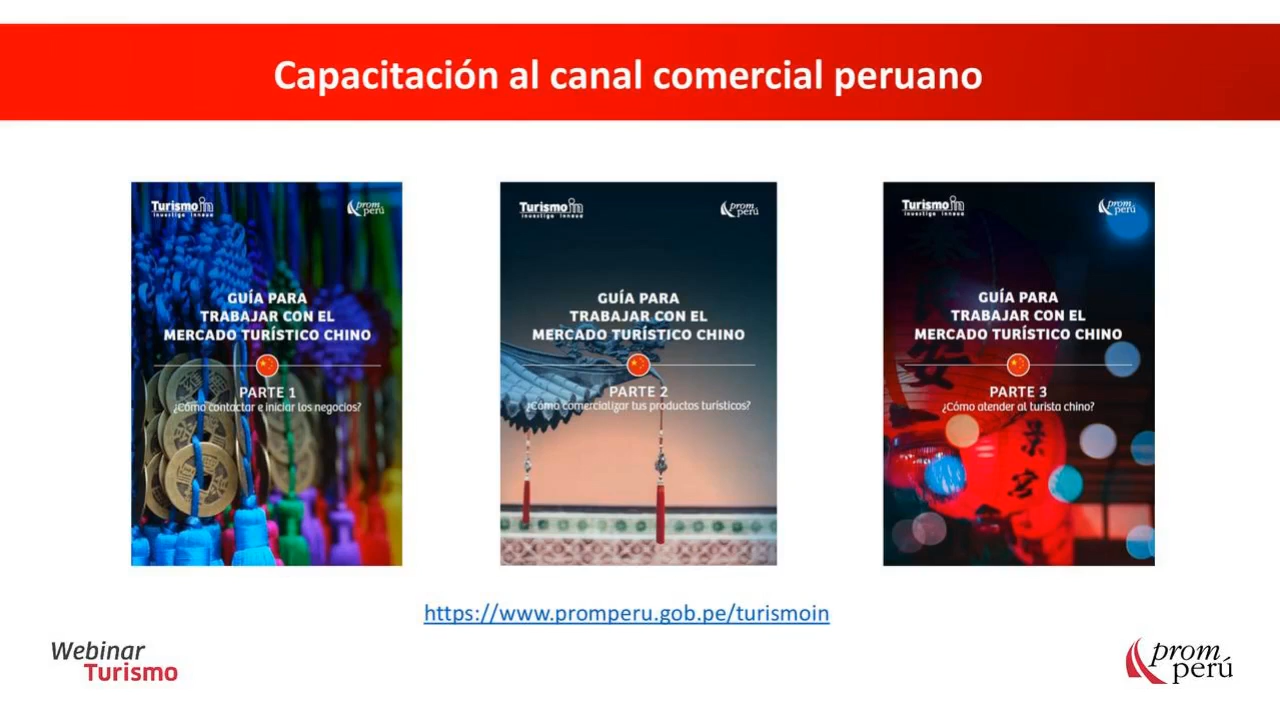 Capacitación al canal comercial peruano
Turismo in
investiga innova
prom
perú
GUÍA PARA
TRABAJAR CON EL
MERCADO TURÍSTICO CHINO
PARTE 1
¿Cómo contactar e iniciar los negocios?
Turismo in
investiga innova
prom
perú
GUÍA PARA
TRABAJAR CON EL
MERCADO TURÍSTICO CHINO
PARTE 2
¿Cómo comercializar tus productos turísticos?
Turismo in
investiga innova
prom
perú
GUÍA PARA
TRABAJAR CON EL
MERCADO TURÍSTICO CHINO
PARTE 3
¿Cómo atender al turista chino?
景
https://www.promperu.gob.pe/turismoin
Webinar
Turismo
prom
perú